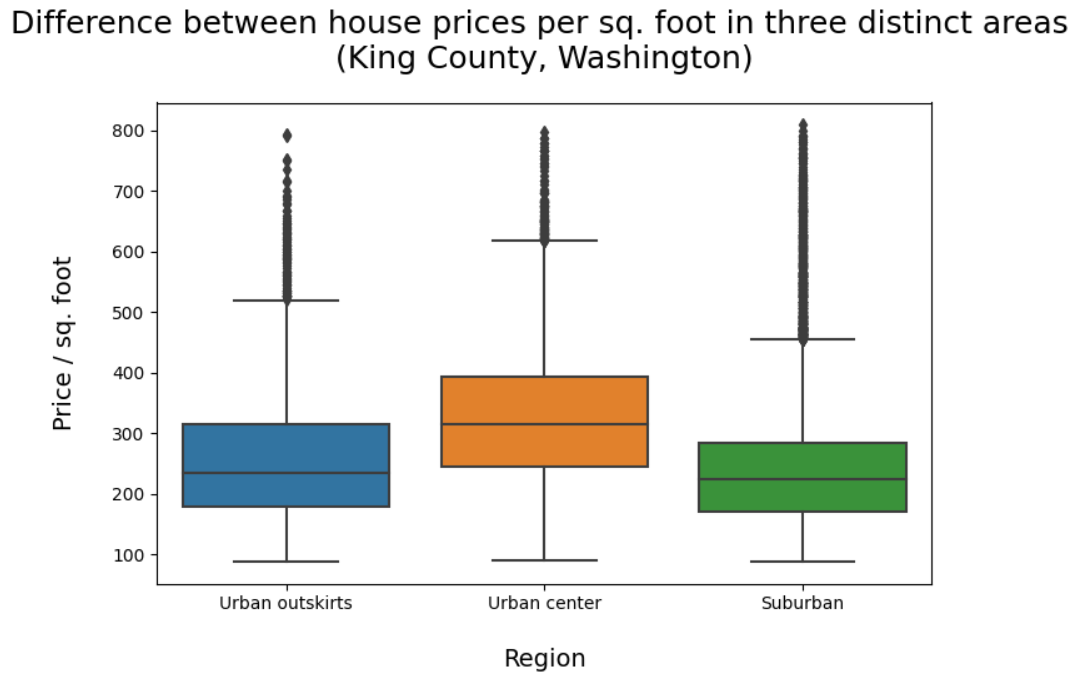 Difference between house prices per sq. foot in three distinct areas
(King County, Washington)
800
700
600
500
400
300
200
100
Price / sq. foot
Urban outskirts
Urban center
Suburban
Region